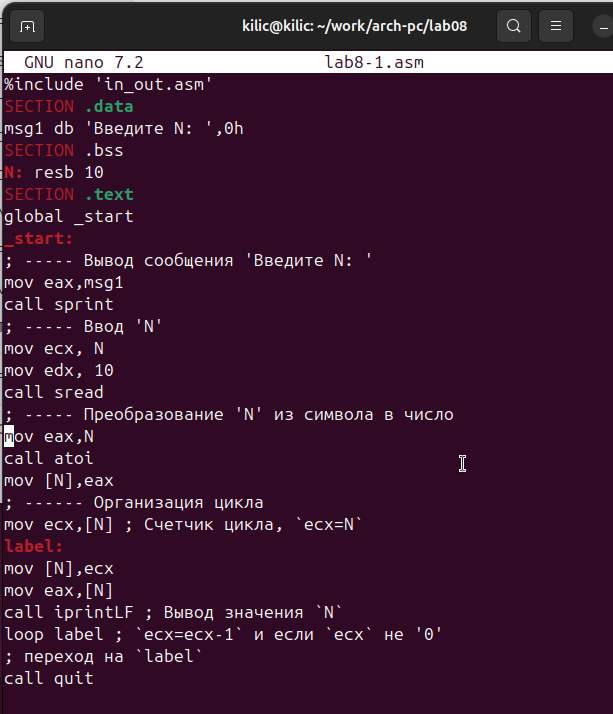 kilic@kilic: ~/work/arch-pc/lab08
GNU nano 7.2 lab8-1.asm
%include 'in_out.asm'
SECTION .data
msg1 db 'Введите N: ',0h
SECTION .bss
N: resb 10
SECTION .text
global _start
_start:
; ----- Вывод сообщения 'Введите N: '
mov eax,msg1
call sprint
; ----- Ввод 'N'
mov ecx, N
mov edx, 10
call sread
; ----- Преобразование 'N' из символа в число
mov eax,N
call atoi
mov [N],eax
; ------ Организация цикла
mov ecx,[N] ; Счетчик цикла, `ecx=N`
label:
mov [N],ecx
mov eax,[N]
call iprintLF ; Вывод значения `N`
loop label ; `ecx=ecx-1` и если `ecx` не '0'
; переход на `label`
call quit